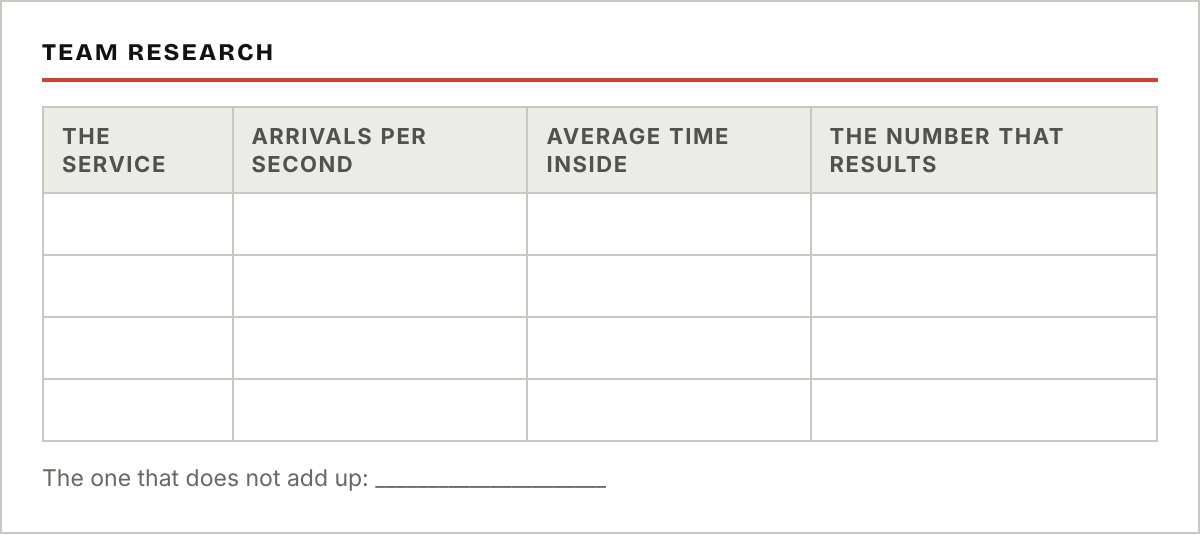 TEAM RESEARCH
THE SERVICE
ARRIVALS PER SECOND
AVERAGE TIME INSIDE
THE NUMBER THAT RESULTS
The one that does not add up: ____________________